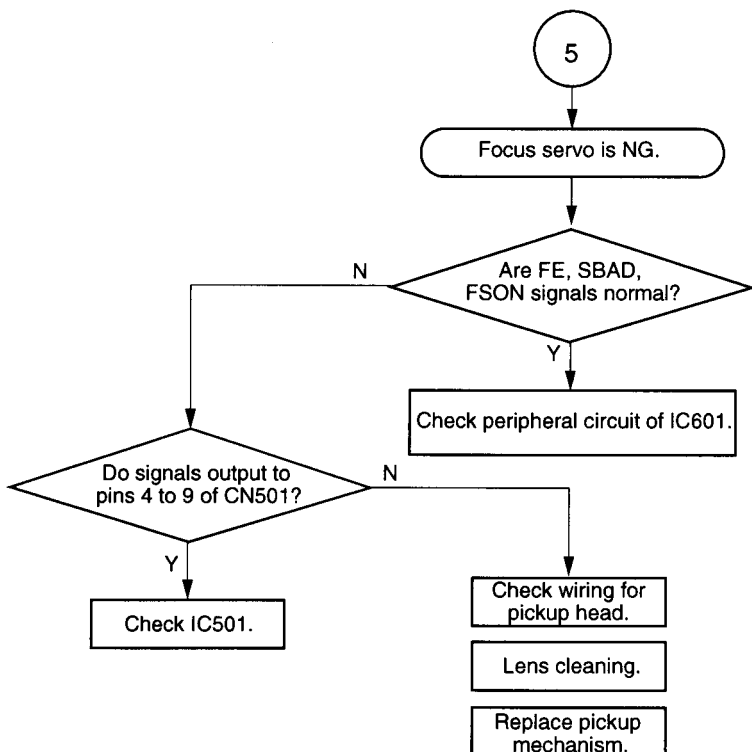 5
Focus servo is NG.
Are FE, SBAD,
FSON signals normal?
N
Y
Check peripheral circuit of IC601.
Do signals output to
pins 4 to 9 of CN501?
N
Y
Check IC501.
Check wiring for
pickup head.
Lens cleaning.
Replace pickup
mechanism.